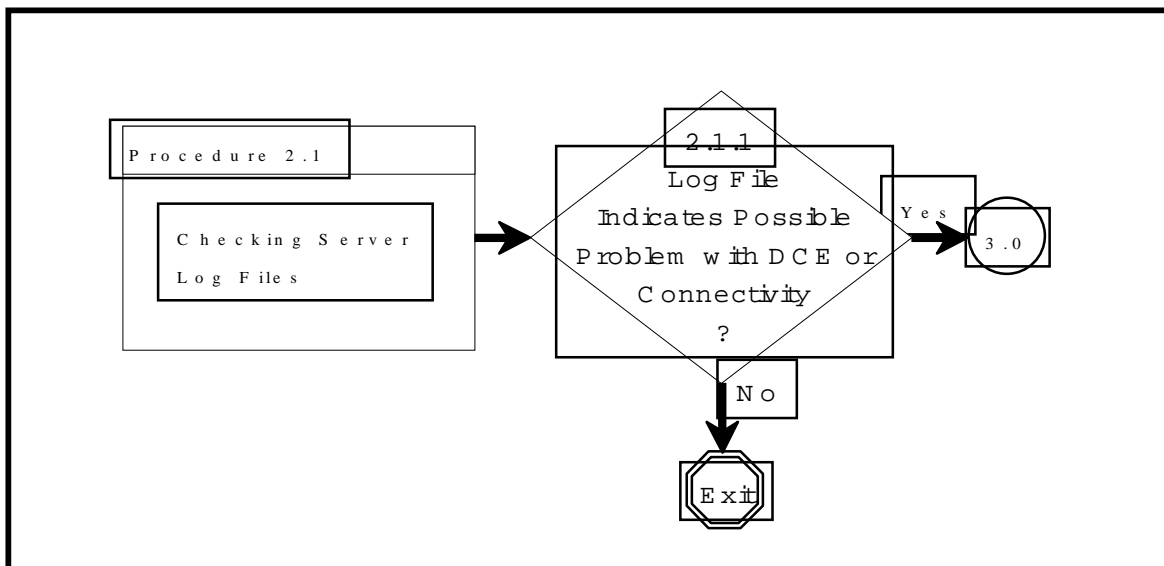 Procedure 2.1
Checking Server
Log Files
2.1.1
Log File
Indicates Possible
Problem with DCE or
Connectivity
?
Yes
3.0
No
Exit